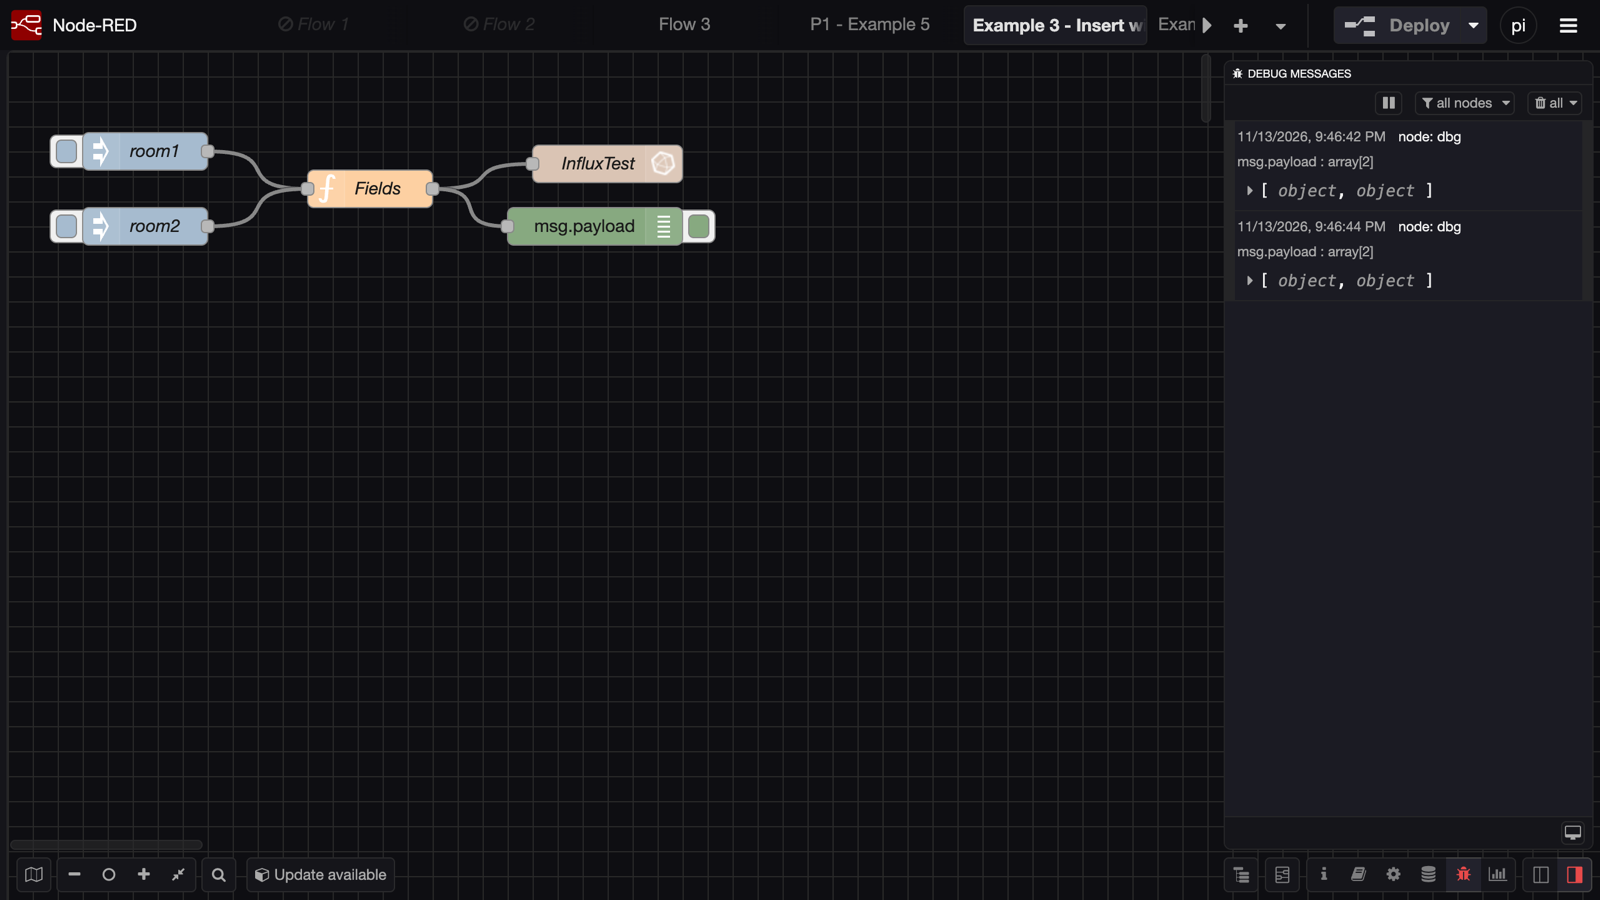 Node-RED
Flow 1
Flow 2
Flow 3
P1 - Example 5
Example 3 - Insert w
Exan
Deploy
pi
DEBUG MESSAGES
all nodes
all
11/13/2026, 9:46:42 PM node: dbg
msg.payload : array[2]
[ object, object ]
11/13/2026, 9:46:44 PM node: dbg
msg.payload : array[2]
[ object, object ]
room1
InfluxTest
Fields
room2
msg.payload
Update available